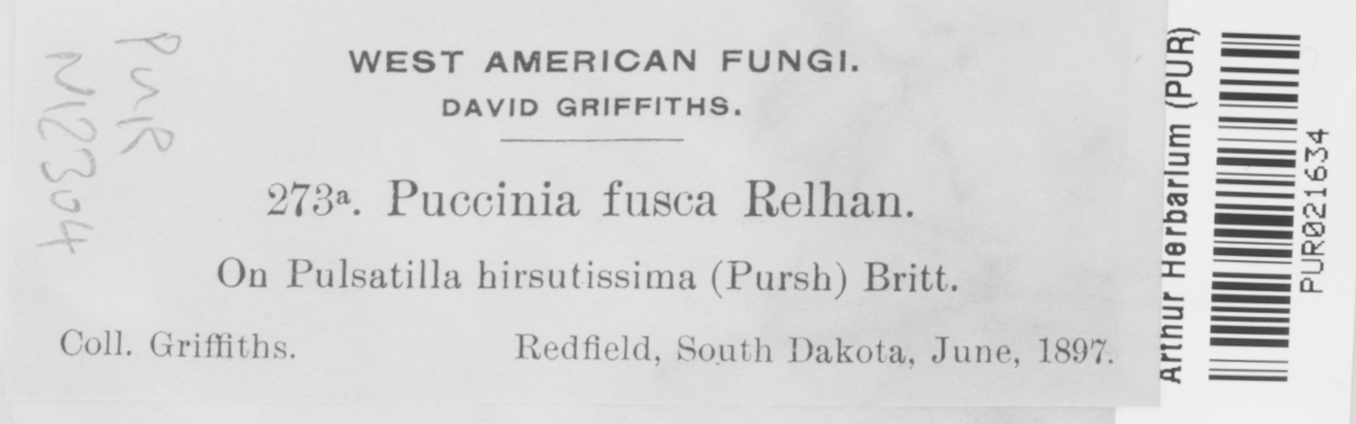 WEST AMERICAN FUNGI.
DAVID GRIFFITHS.
273a. Puccinia fusca Relhan.
On Pulsatilla hirsutissima (Pursh) Britt.
Coll. Griffiths. Redfield, South Dakota, June, 1897.
PUR
N12304
Arthur Herbarium (PUR)
PUR021634